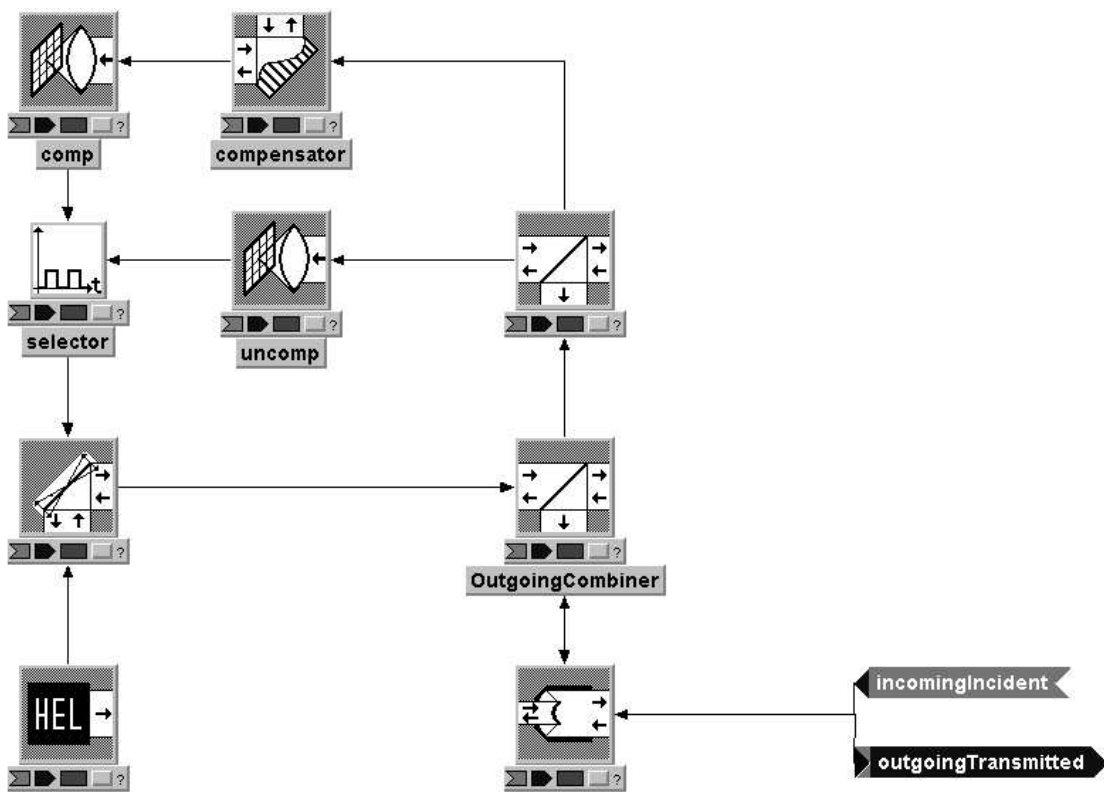 ?
?
comp
compensator
t
?
?
?
selector
uncomp
?
?
OutgoingCombiner
HEL
incomingIncident
outgoingTransmitted
?
?